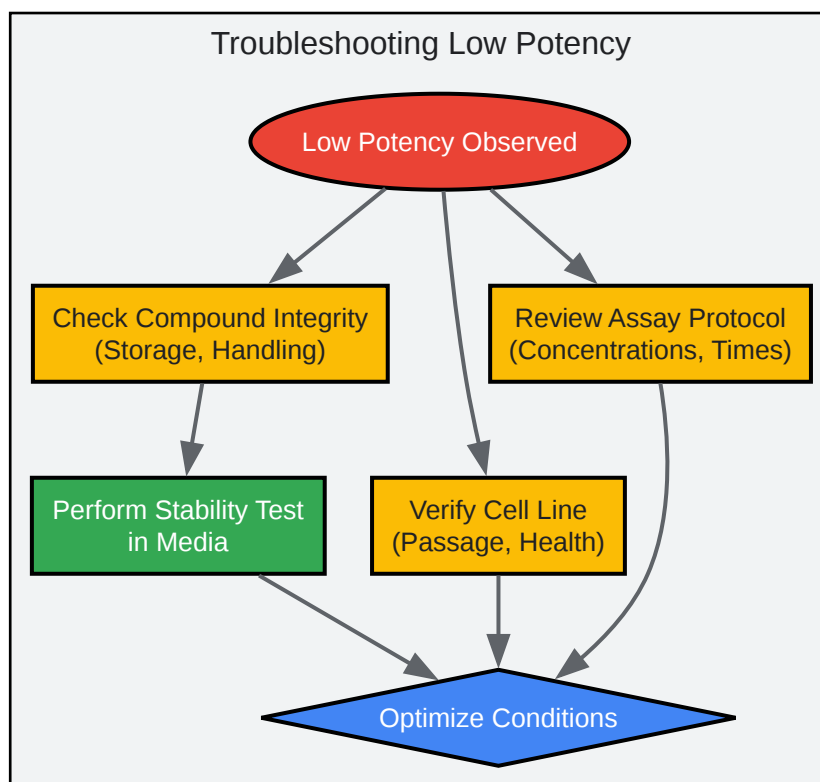 Troubleshooting Low Potency
Low Potency Observed
Check Compound Integrity
(Storage, Handling)
Review Assay Protocol
(Concentrations, Times)
Perform Stability Test
in Media
Verify Cell Line
(Passage, Health)
Optimize Conditions